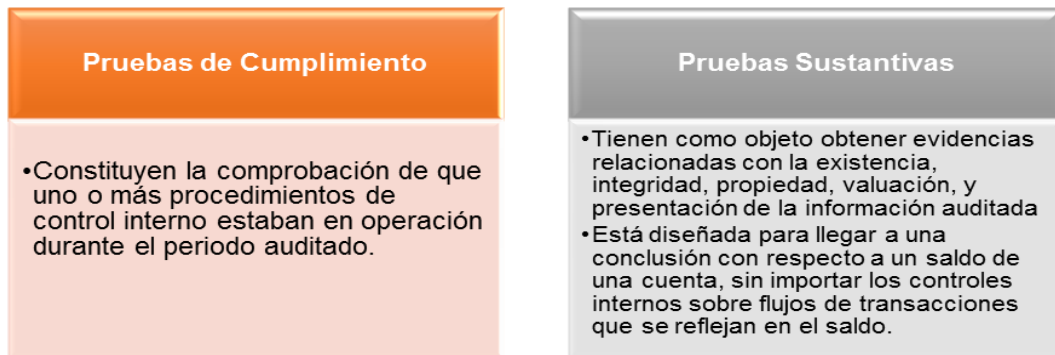 Pruebas de Cumplimiento
•Constituyen la comprobación de que
uno o más procedimientos de
control interno estaban en operación
durante el periodo auditado.
Pruebas Sustantivas
•Tienen como objeto obtener evidencias
relacionadas con la existencia,
integridad, propiedad, valuación, y
presentación de la información auditada
•Está diseñada para llegar a una
conclusión con respecto a un saldo de
una cuenta, sin importar los controles
internos sobre flujos de transacciones
que se reflejan en el saldo.